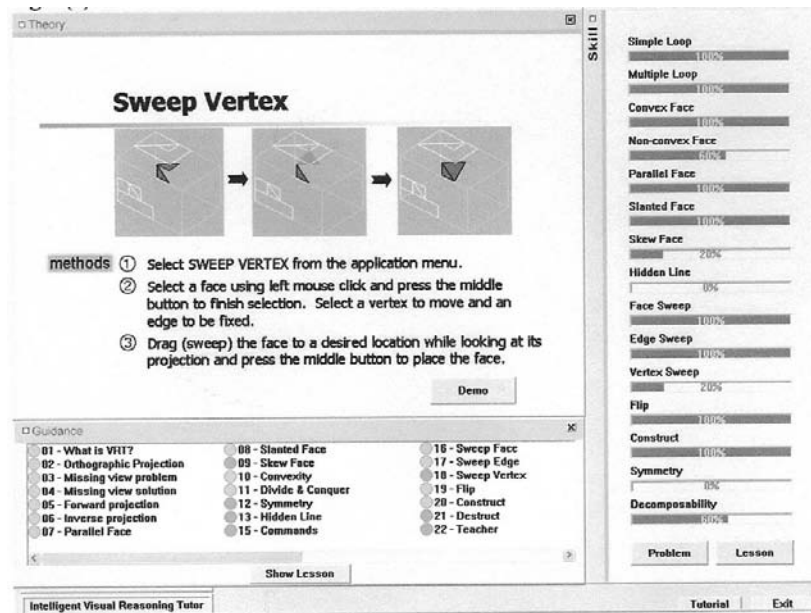 Theory
Sweep Vertex
methods
① Select SWEEP VERTEX from the application menu.
② Select a face using left mouse click and press the middle
button to finish selection. Select a vertex to move and an
edge to be fixed.
③ Drag (sweep) the face to a desired location while looking at its
projection and press the middle button to place the face.
Demo
Guidance
01 - What is VRT?
02 - Orthographic Projection
03 - Missing view problem
04 - Missing view solution
05 - Forward projection
06 - Inverse projection
07 - Parallel Face
08 - Slanted Face
09 - Skew Face
10 - Convexity
11 - Divide & Conquer
12 - Symmetry
13 - Hidden Line
15 - Commands
16 - Sweep Face
17 - Sweep Edge
18 - Sweep Vertex
19 - Flip
20 - Construct
21 - Destruct
22 - Teacher
Show Lesson
Skill
Simple Loop
100%
Multiple Loop
100%
Convex Face
100%
Non-convex Face
60%
Parallel Face
100%
Slanted Face
100%
Skew Face
20%
Hidden Line
0%
Face Sweep
100%
Edge Sweep
100%
Vertex Sweep
20%
Flip
100%
Construct
100%
Symmetry
0%
Decomposability
60%
Problem
Lesson
Intelligent Visual Reasoning Tutor
Tutorial
Exit